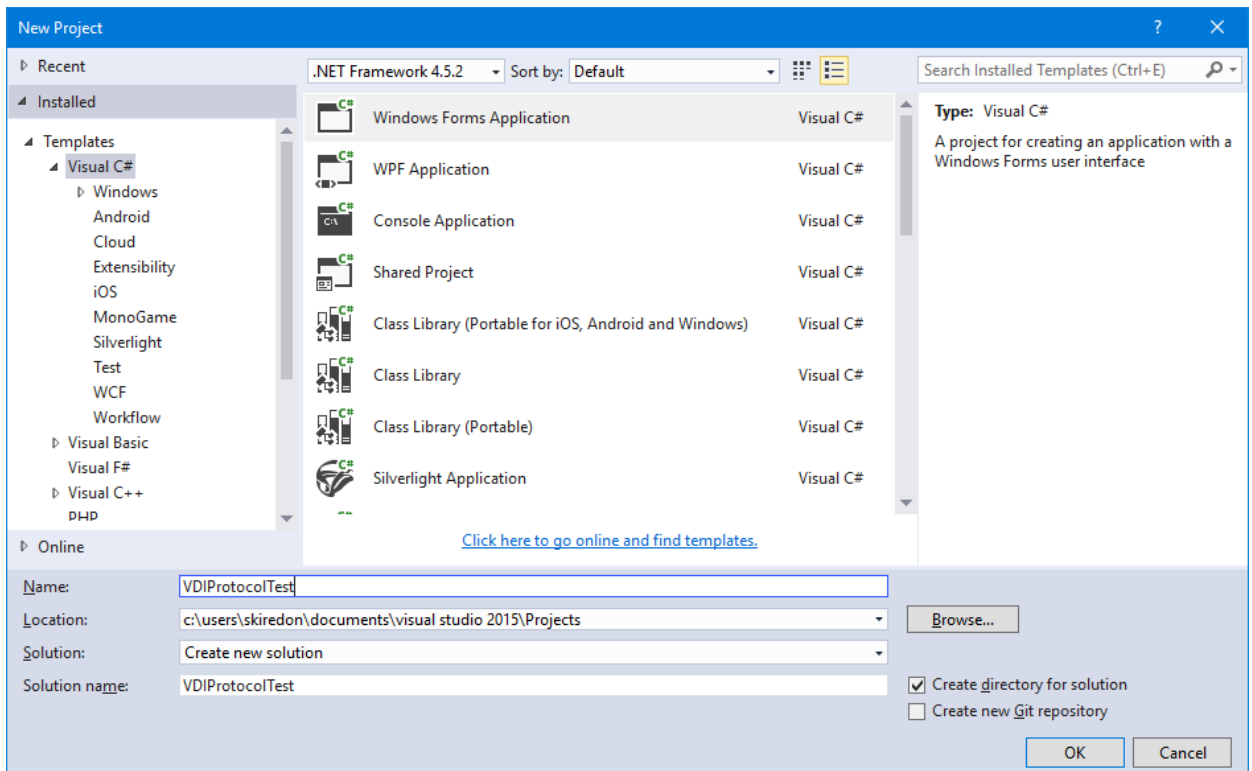 New Project
?
Recent
.NET Framework 4.5.2
Sort by: Default
Search Installed Templates (Ctrl+E)
Installed
Templates
Visual C#
Windows
Android
Cloud
Extensibility
iOS
MonoGame
Silverlight
Test
WCF
Workflow
Visual Basic
Visual F#
Visual C++
PHP
Online
C# Windows Forms Application Visual C#
C# WPF Application Visual C#
C# C:\ Console Application Visual C#
C# Shared Project Visual C#
C# Class Library (Portable for iOS, Android and Windows) Visual C#
C# Class Library Visual C#
C# Class Library (Portable) Visual C#
C# Silverlight Application Visual C#
Click here to go online and find templates.
Type: Visual C#
A project for creating an application with a
Windows Forms user interface
Name: VDIProtocolTest
Location: c:\users\skiredon\documents\visual studio 2015\Projects
Browse...
Solution: Create new solution
Solution name: VDIProtocolTest
Create directory for solution
Create new Git repository
OK
Cancel